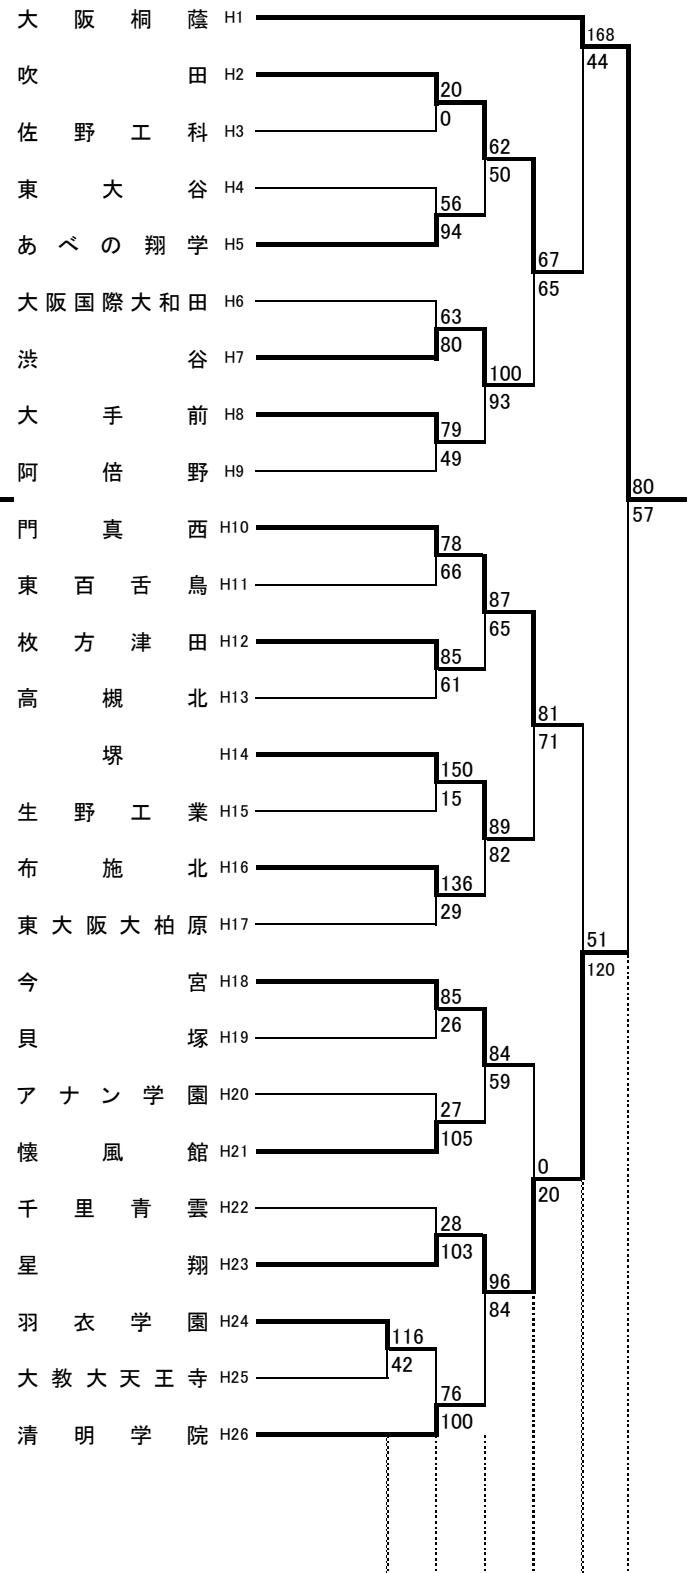 大阪桐蔭 H1
168
44
吹田 H2
20
0
佐野工科 H3
62
50
東大谷 H4
56
94
あべの翔学 H5
67
65
大阪国際大和田 H6
63
80
渋谷 H7
100
93
大手前 H8
79
49
阿倍野 H9
80
57
門真西 H10
78
66
東百舌鳥 H11
87
65
枚方津田 H12
85
61
高槻北 H13
81
71
堺 H14
150
15
生野工業 H15
89
82
布施北 H16
136
29
東大阪大柏原 H17
51
120
今宮 H18
85
26
貝塚 H19
84
59
アナン学園 H20
27
105
懐風館 H21
0
20
千里青雲 H22
28
103
星翔 H23
96
84
羽衣学園 H24
116
42
大教大天王寺 H25
76
100
清明学院 H26